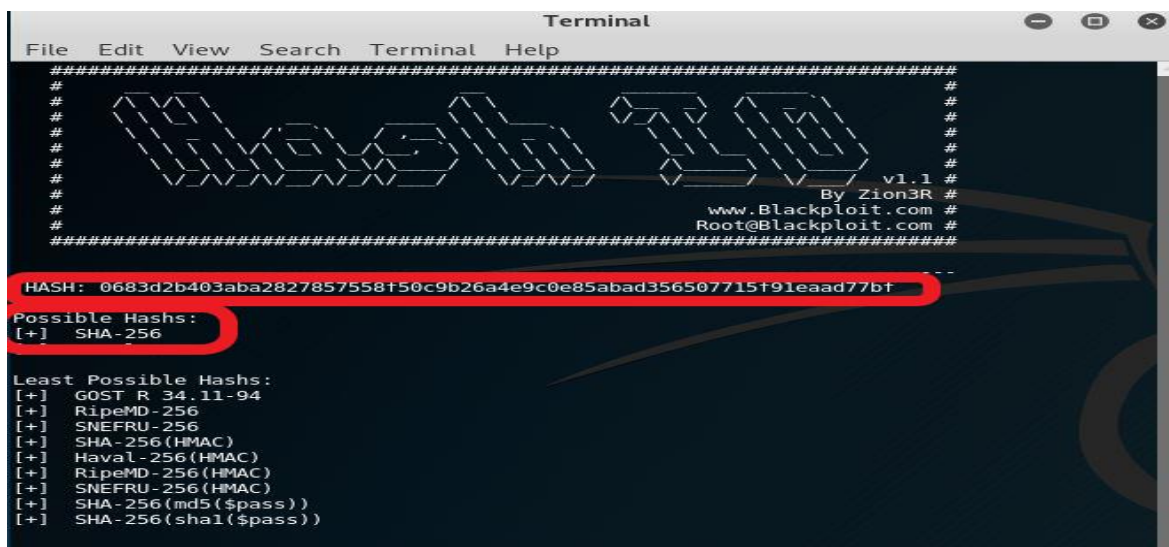 Terminal
File Edit View Search Terminal Help
#########################################################################
# #
# #
# #
# #
# #
# #
# v1.1 #
# By Zion3R #
# www.Blackploit.com #
# Root@Blackploit.com #
#########################################################################
HASH: 0683d2b403aba2827857558f50c9b26a4e9c0e85abad356507715f91eaad77bf
Possible Hashs:
[+] SHA-256
Least Possible Hashs:
[+] GOST R 34.11-94
[+] RipeMD-256
[+] SNEFRU-256
[+] SHA-256(HMAC)
[+] Haval-256(HMAC)
[+] RipeMD-256(HMAC)
[+] SNEFRU-256(HMAC)
[+] SHA-256(md5($pass))
[+] SHA-256(sha1($pass))